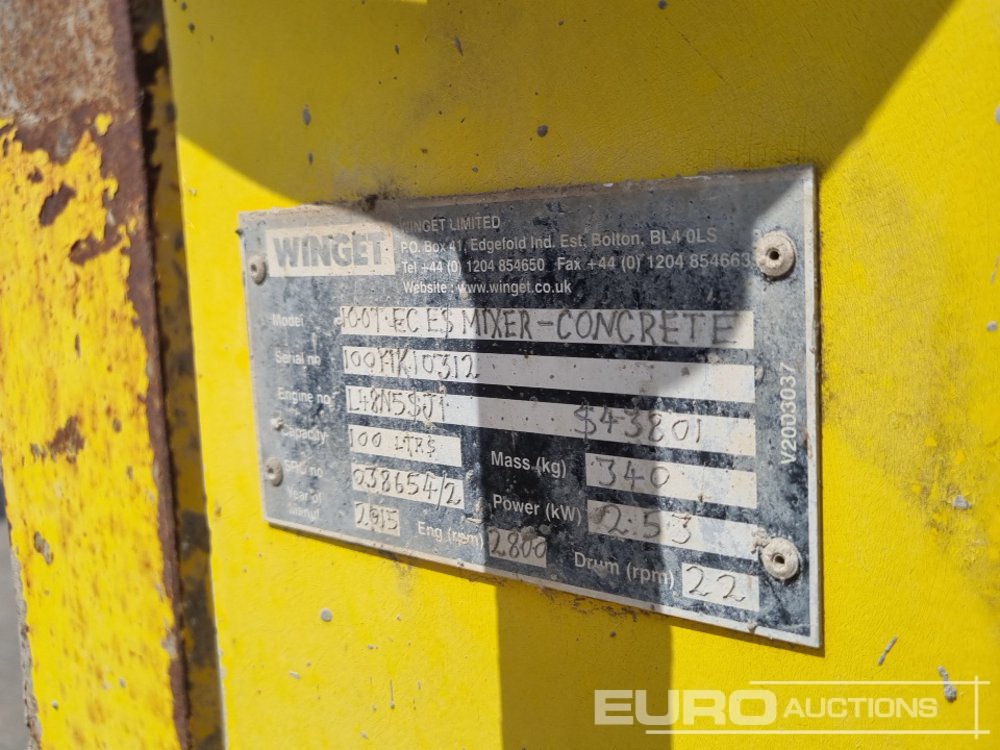 WINGET
WINGET LIMITED
P.O. Box 41, Edgefold Ind. Est, Bolton, BL4 0LS
Tel +44 (0) 1204 854650 Fax +44 (0) 1204 854663
Website : www.winget.co.uk
Model 100T EC ES MIXER-CONCRETE
Serial no
Engine no L48N5SJ1 S43801
Capacity 100 LTRS Mass (kg) 340
SRC no 038654/2 Power (kW) 2.53
Year of Manuf. 2015 Eng (rpm) 2800 Drum (rpm) 22
V2003037
EURO AUCTIONS